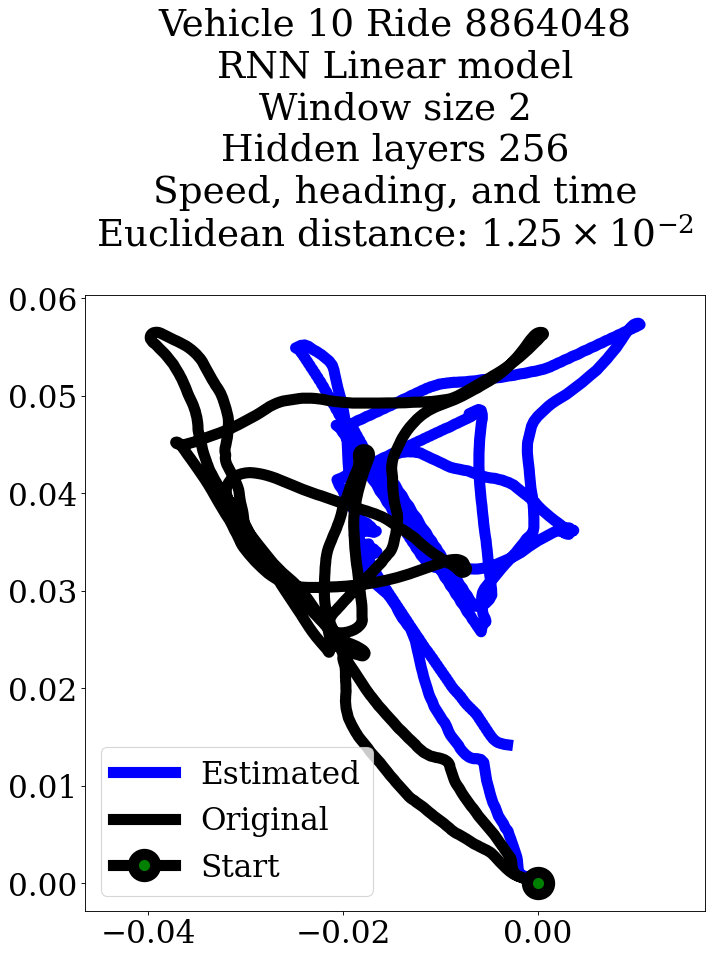 Vehicle 10 Ride 8864048
RNN Linear model
Window size 2
Hidden layers 256
Speed, heading, and time
Euclidean distance: 1.25 × 10⁻²
0.06
0.05
0.04
0.03
0.02
0.01
0.00
Estimated
Original
Start
−0.04 −0.02 0.00